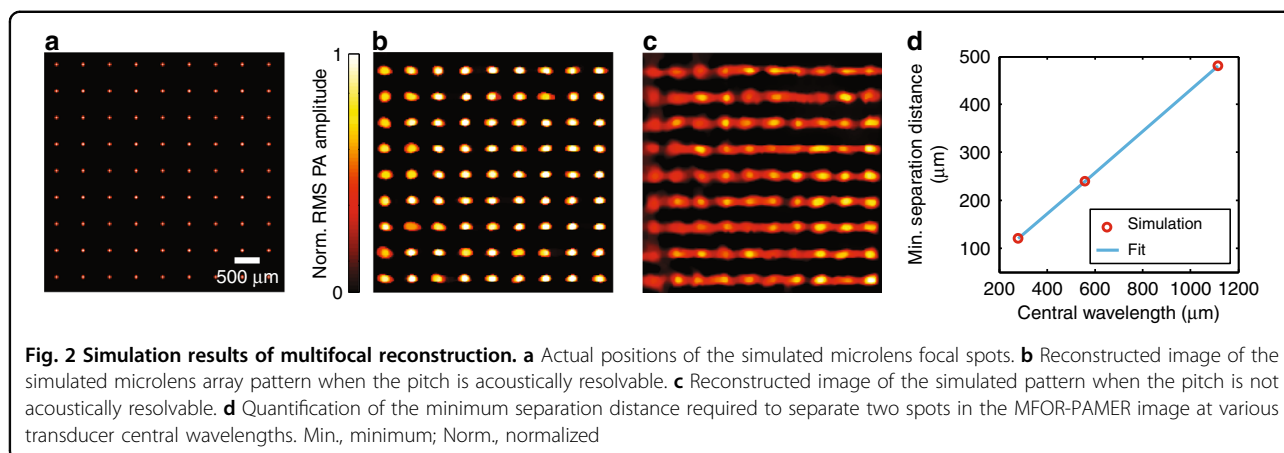 a
b
c
d
500 μm
Norm. RMS PA amplitude
1
0
Min. separation distance
(μm)
500
400
300
200
100
Simulation
Fit
200 400 600 800 1000 1200
Central wavelength (μm)
Fig. 2 Simulation results of multifocal reconstruction. a Actual positions of the simulated microlens focal spots. b Reconstructed image of the
simulated microlens array pattern when the pitch is acoustically resolvable. c Reconstructed image of the simulated pattern when the pitch is not
acoustically resolvable. d Quantification of the minimum separation distance required to separate two spots in the MFOR-PAMER image at various
transducer central wavelengths. Min., minimum; Norm., normalized